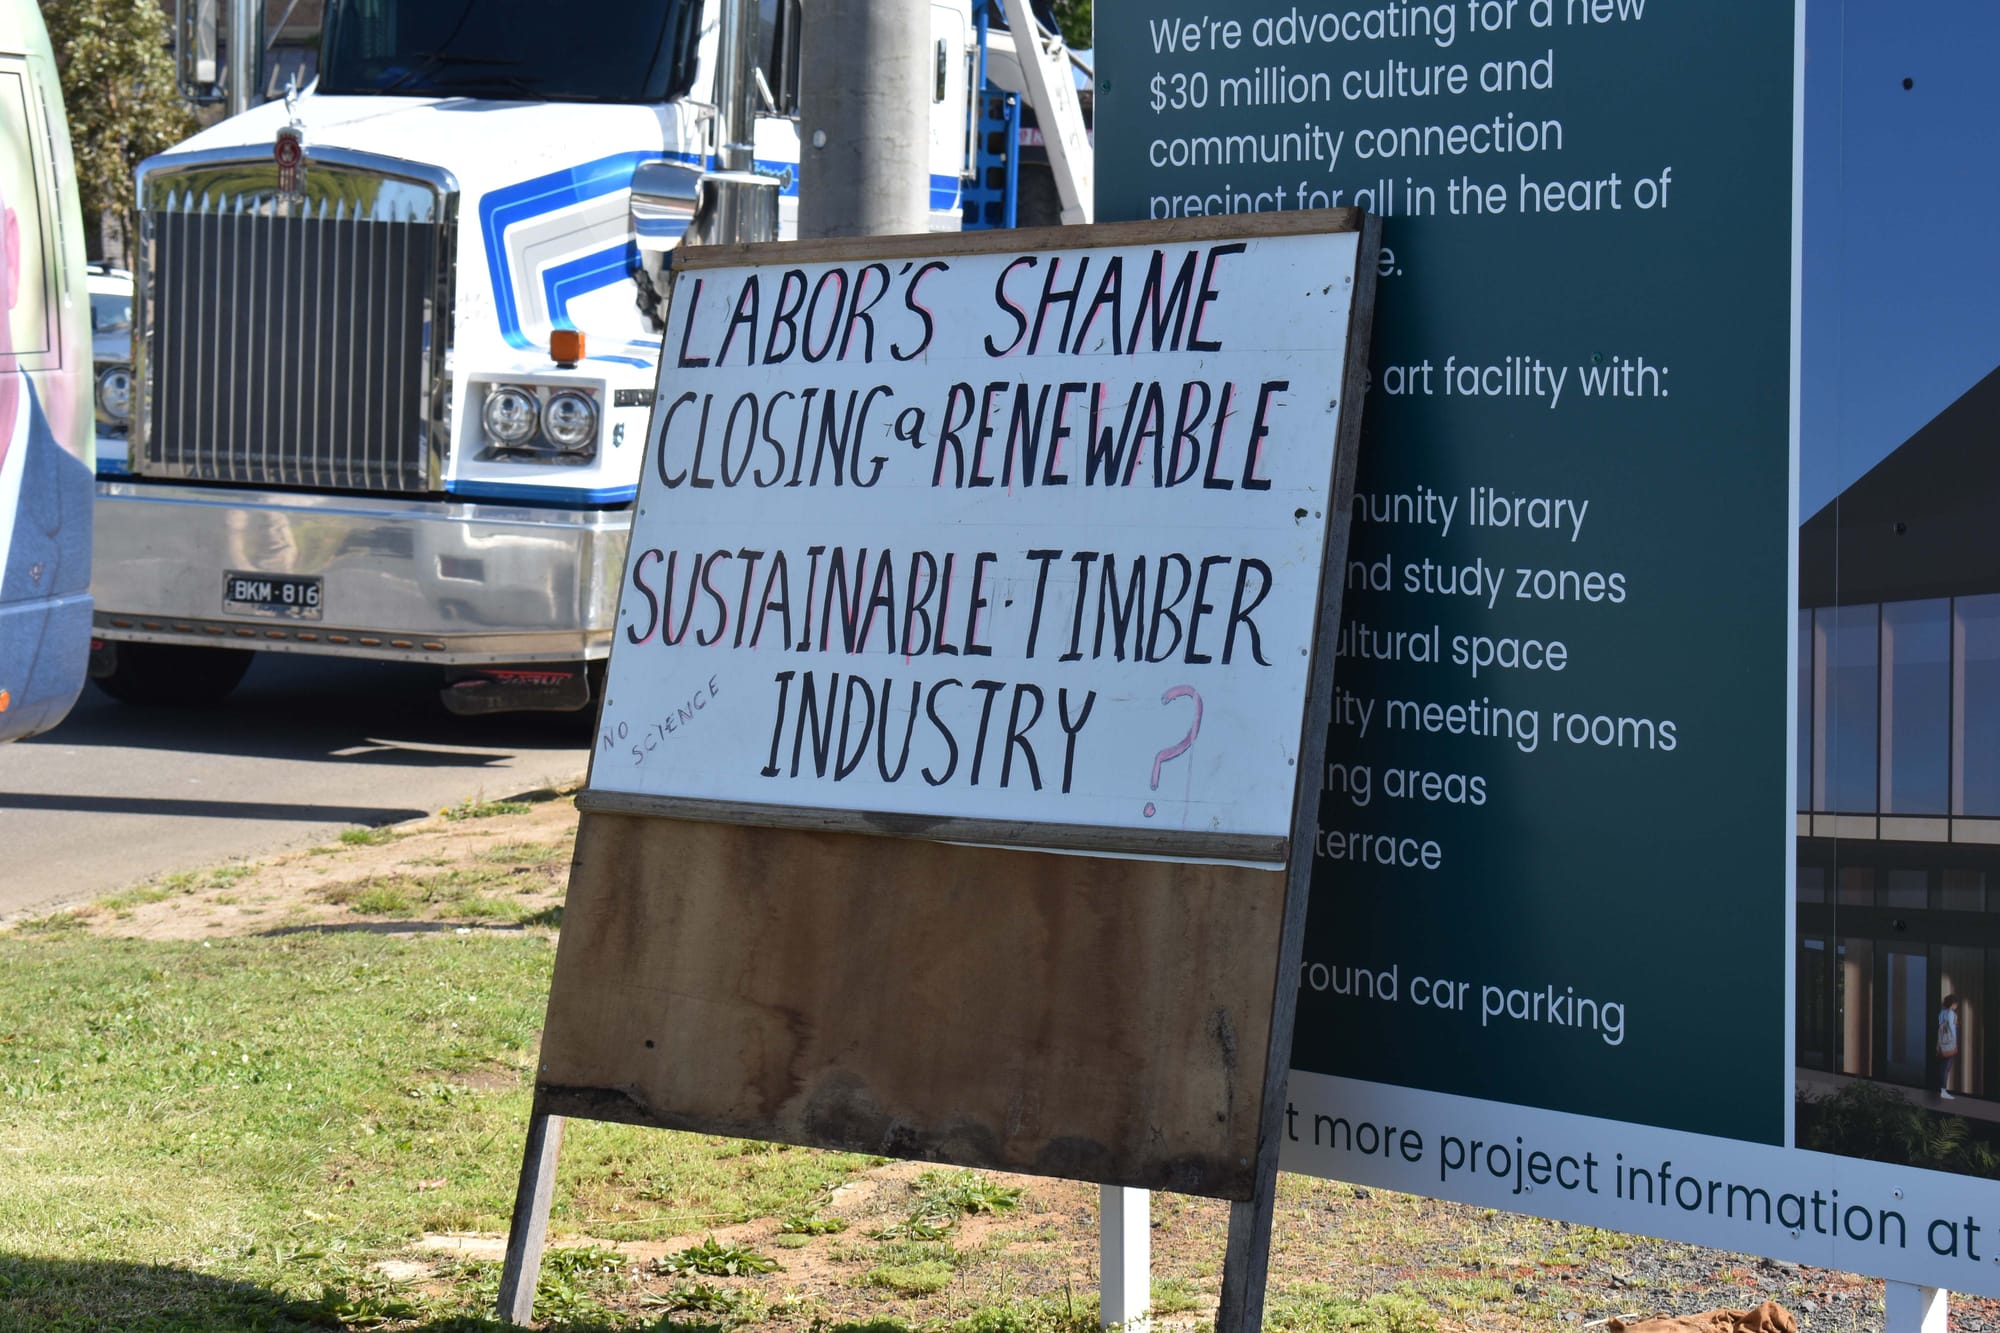 We're advocating for a new
$30 million culture and
community connection
precinct for all in the heart of
e.
art facility with:
unity library
nd study zones
ultural space
ity meeting rooms
ng areas
terrace
round car parking
t more project information at
LABOR'S SHAME
CLOSING a RENEWABLE
SUSTAINABLE·TIMBER
INDUSTRY ?
NO
SCIENCE
BKM·816